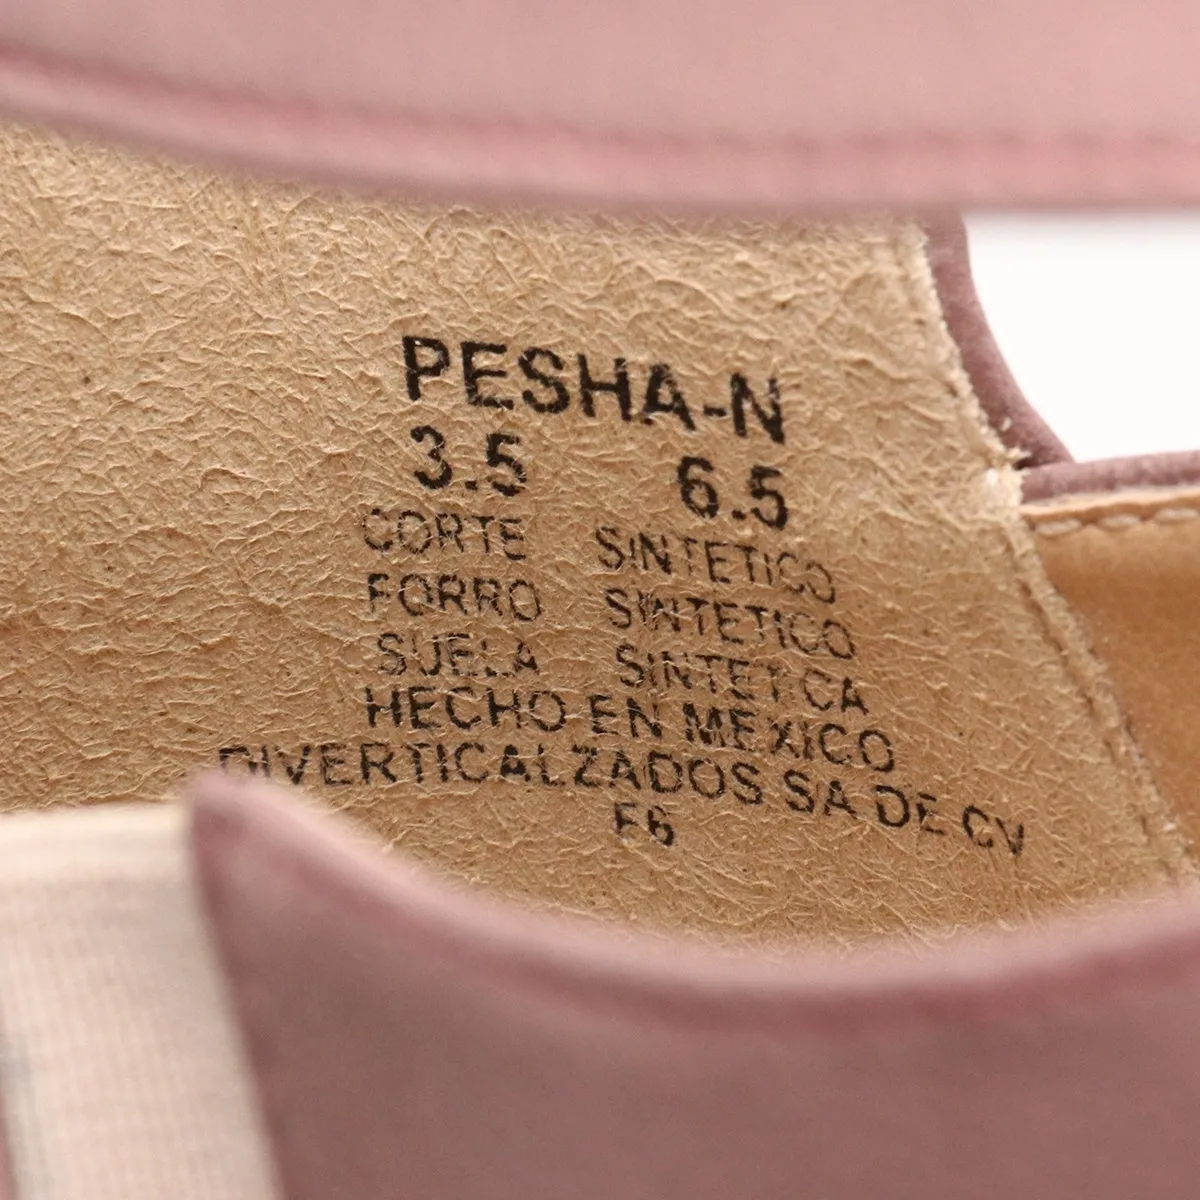 PESHA-N
3.5 6.5
CORTE SINTETICO
FORRO SINTETICO
SUELA SINTETICA
HECHO EN MEXICO
DIVERTICALZADOS SA DE CV
F6